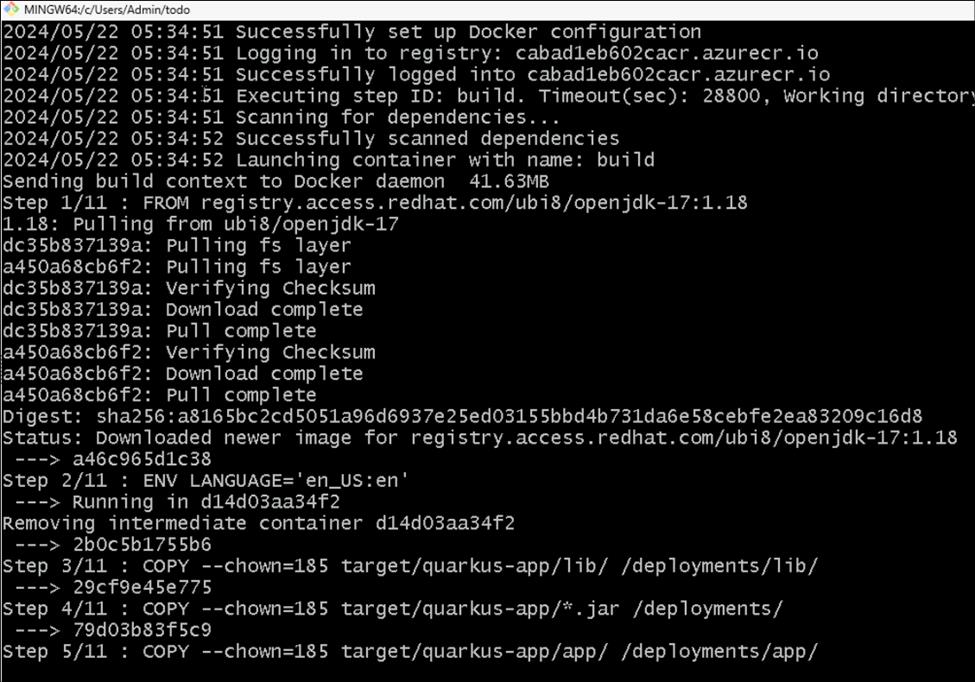 MINGW64:/c/Users/Admin/todo
2024/05/22 05:34:51 Successfully set up Docker configuration
2024/05/22 05:34:51 Logging in to registry: cabad1eb602cacr.azurecr.io
2024/05/22 05:34:51 Successfully logged into cabad1eb602cacr.azurecr.io
2024/05/22 05:34:51 Executing step ID: build. Timeout(sec): 28800, Working directory
2024/05/22 05:34:51 Scanning for dependencies...
2024/05/22 05:34:52 Successfully scanned dependencies
2024/05/22 05:34:52 Launching container with name: build
Sending build context to Docker daemon  41.63MB
Step 1/11 : FROM registry.access.redhat.com/ubi8/openjdk-17:1.18
1.18: Pulling from ubi8/openjdk-17
dc35b837139a: Pulling fs layer
a450a68cb6f2: Pulling fs layer
dc35b837139a: Verifying Checksum
dc35b837139a: Download complete
dc35b837139a: Pull complete
a450a68cb6f2: Verifying Checksum
a450a68cb6f2: Download complete
a450a68cb6f2: Pull complete
Digest: sha256:a8165bc2cd5051a96d6937e25ed03155bbd4b731da6e58cebfe2ea83209c16d8
Status: Downloaded newer image for registry.access.redhat.com/ubi8/openjdk-17:1.18
 ---> a46c965d1c38
Step 2/11 : ENV LANGUAGE='en_US:en'
 ---> Running in d14d03aa34f2
Removing intermediate container d14d03aa34f2
 ---> 2b0c5b1755b6
Step 3/11 : COPY --chown=185 target/quarkus-app/lib/ /deployments/lib/
 ---> 29cf9e45e775
Step 4/11 : COPY --chown=185 target/quarkus-app/*.jar /deployments/
 ---> 79d03b83f5c9
Step 5/11 : COPY --chown=185 target/quarkus-app/app/ /deployments/app/